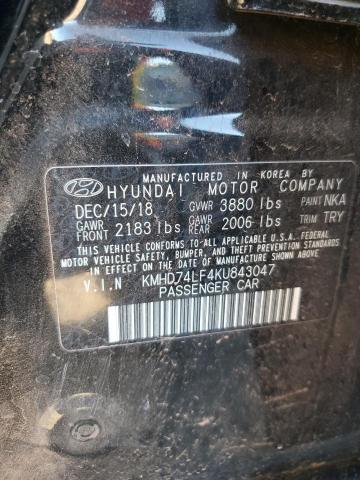 MANUFACTURED IN KOREA BY
HYUNDAI MOTOR COMPANY
DEC/15/18 GVWR 3880 lbs PAINT NKA
GAWR FRONT 2183 lbs GAWR REAR 2006 lbs TRIM TRY
THIS VEHICLE CONFORMS TO ALL APPLICABLE U.S. FEDERAL
MOTOR VEHICLE SAFETY, BUMPER, AND THEFT PREVENTION
STANDARDS IN EFFECT ON THE DATE OF MANUFACTURE SHOWN ABOVE.
V.I.N KMHD74LF4KU843047
PASSENGER CAR